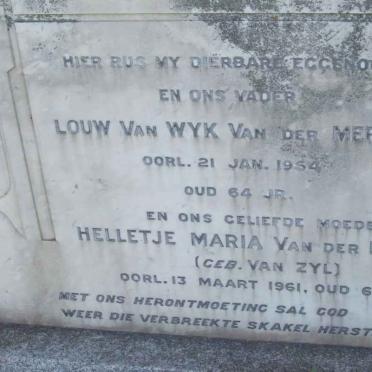 HIER RUS MY DIERBARE EGGENO
EN ONS VADER
LOUW VAN WYK VAN DER MER
OORL. 21 JAN. 1954
OUD 64 JR.
EN ONS GELIEFDE MOEDE
HELLETJE MARIA VAN DER
(GEB. VAN ZYL)
OORL. 13 MAART 1961, OUD 6
MET ONS HERONTMOETING SAL GOD
WEER DIE VERBREEKTE SKAKEL HERST